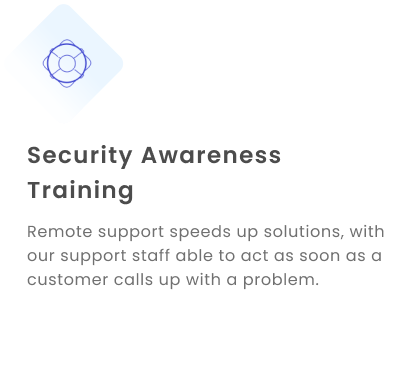 Security Awareness
Training
Remote support speeds up solutions, with
our support staff able to act as soon as a
customer calls up with a problem.